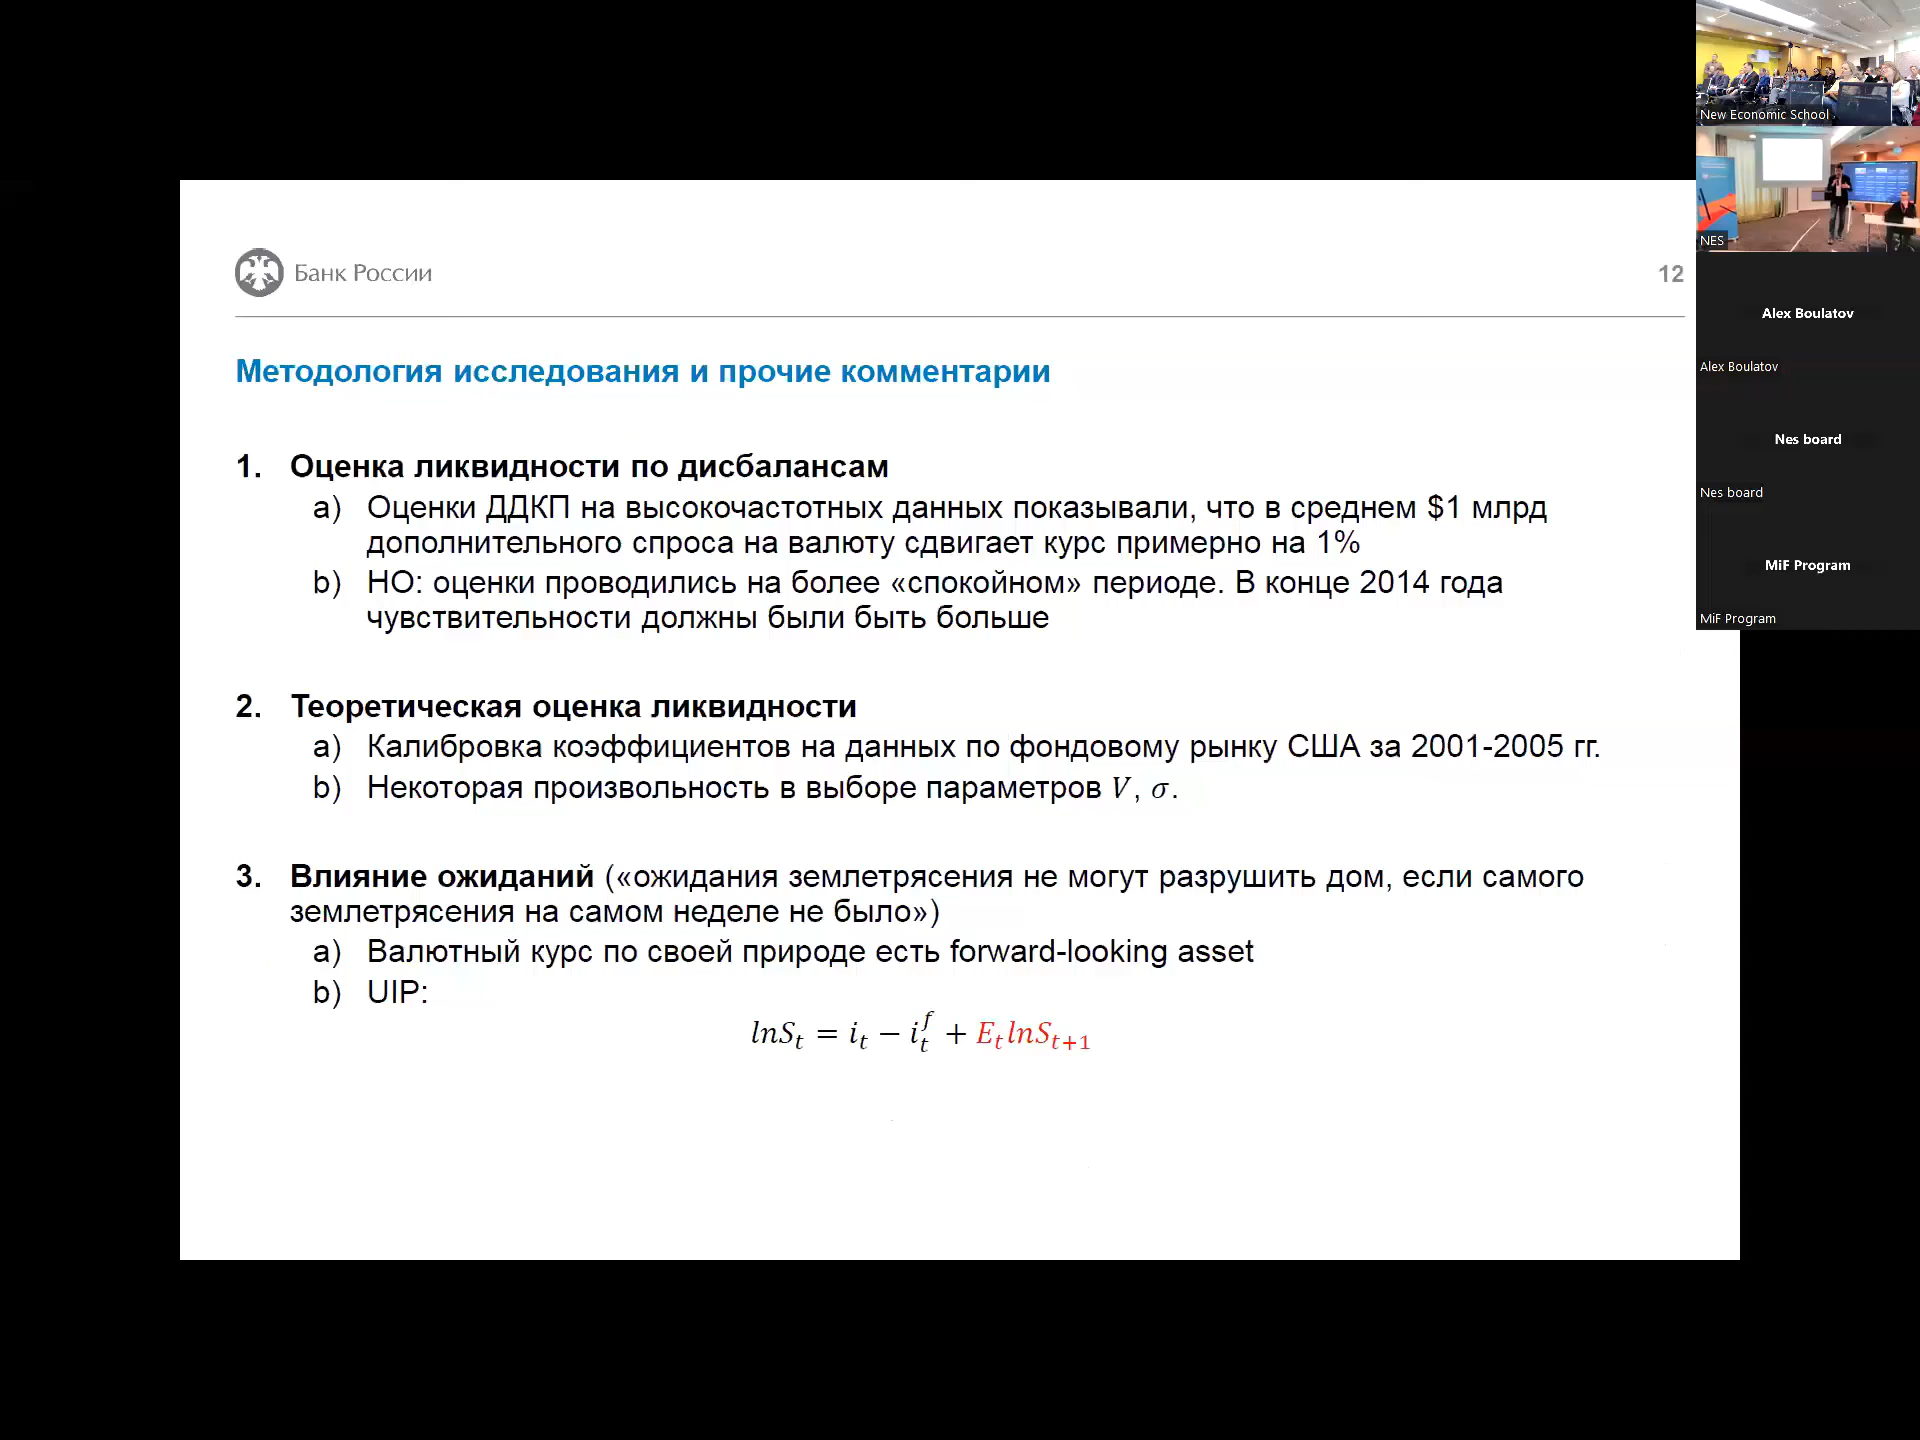 Банк России
12
Методология исследования и прочие комментарии
1. Оценка ликвидности по дисбалансам
a) Оценки ДДКП на высокочастотных данных показывали, что в среднем $1 млрд
дополнительного спроса на валюту сдвигает курс примерно на 1%
b) НО: оценки проводились на более «спокойном» периоде. В конце 2014 года
чувствительности должны были быть больше
2. Теоретическая оценка ликвидности
a) Калибровка коэффициентов на данных по фондовому рынку США за 2001-2005 гг.
b) Некоторая произвольность в выборе параметров V, σ.
3. Влияние ожиданий («ожидания землетрясения не могут разрушить дом, если самого
землетрясения на самом неделе не было»)
a) Валютный курс по своей природе есть forward-looking asset
b) UIP:
lnS_t = i_t − i_t^f + E_t lnS_{t+1}
New Economic School
NES
Alex Boulatov
Alex Boulatov
Nes board
Nes board
MiF Program
MiF Program